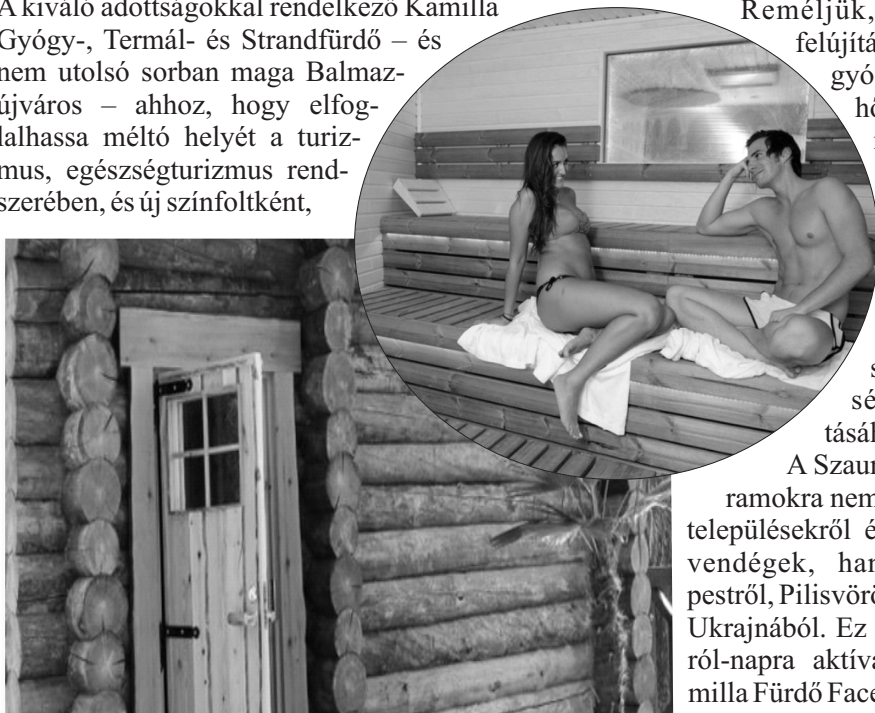 A kiváló adottságokkal rendelkező Kamilla
Gyógy-, Termál- és Strandfürdő – és
nem utolsó sorban maga Balmaz-
újváros – ahhoz, hogy elfog-
lalhassa méltó helyét a turiz-
mus, egészségturizmus rend-
szerében, és új színfoltként,
Reméljük,
felújítá
gyó
hő
s
sé
tásáh
A Szaun
ramokra nem
településekről é
vendégek, han
pestről, Pilisvörö
Ukrajnából. Ez
ról-napra aktíva
milla Fürdő Face